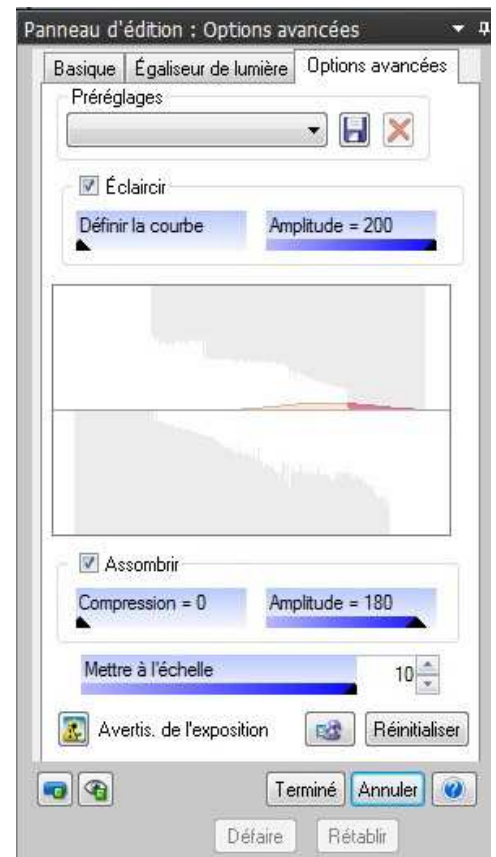 Panneau d'édition : Options avancées
Basique Égaliseur de lumière Options avancées
Préréglages
Éclaircir
Définir la courbe Amplitude = 200
Assombrir
Compression = 0 Amplitude = 180
Mettre à l'échelle 10
Avertis. de l'exposition Réinitialiser
Terminé Annuler
Défaire Rétablir